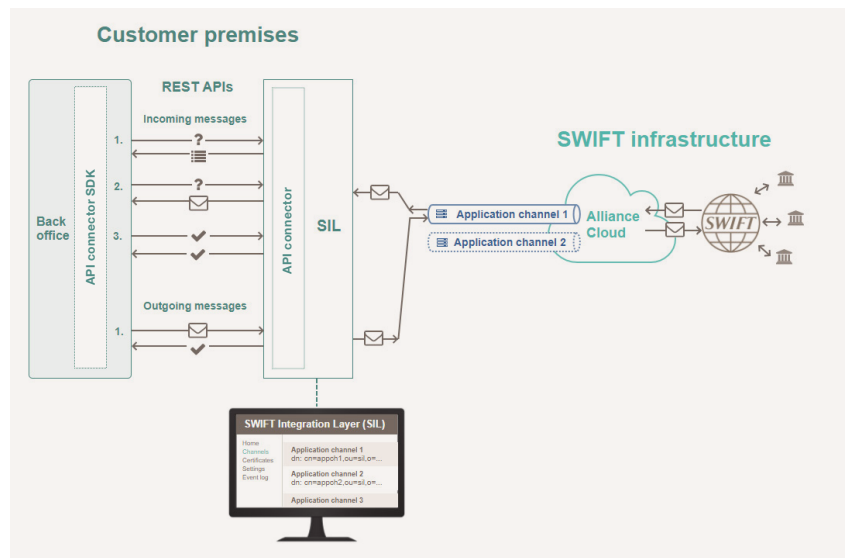 Customer premises
REST APIs
Incoming messages
1.
?
2.
?
3.
Outgoing messages
1.
Back
office
API connector SDK
API connector
SIL
SWIFT infrastructure
Application channel 1
Application channel 2
Alliance
Cloud
SWIFT
SWIFT Integration Layer (SIL)
Home
Channels
Certificates
Settings
Event log
Application channel 1
dn: cn=appch1,ou=sil,o=...
Application channel 2
dn: cn=appch2,ou=sil,o=...
Application channel 3